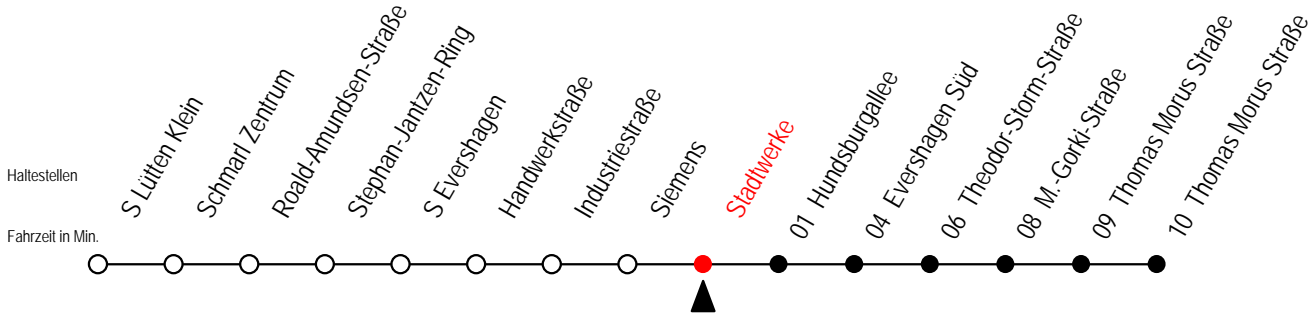 Haltestellen
Fahrzeit in Min.
S Lütten Klein
Schmarl Zentrum
Roald-Amundsen-Straße
Stephan-Jantzen-Ring
S Evershagen
Handwerkstraße
Industriestraße
Siemens
Stadtwerke
01 Hundsburgallee
04 Evershagen Süd
06 Theodor-Storm-Straße
08 M.-Gorki-Straße
09 Thomas Morus Straße
10 Thomas Morus Straße